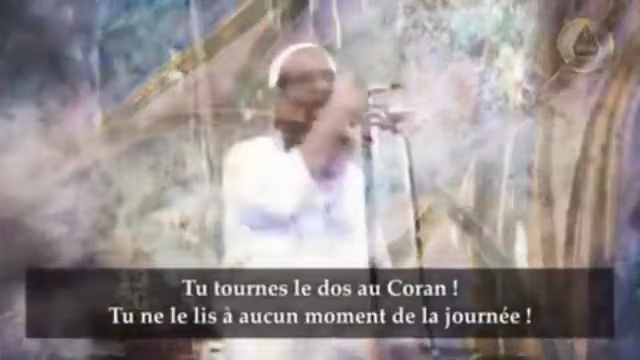 Tu tournes le dos au Coran !
Tu ne le lis à aucun moment de la journée !